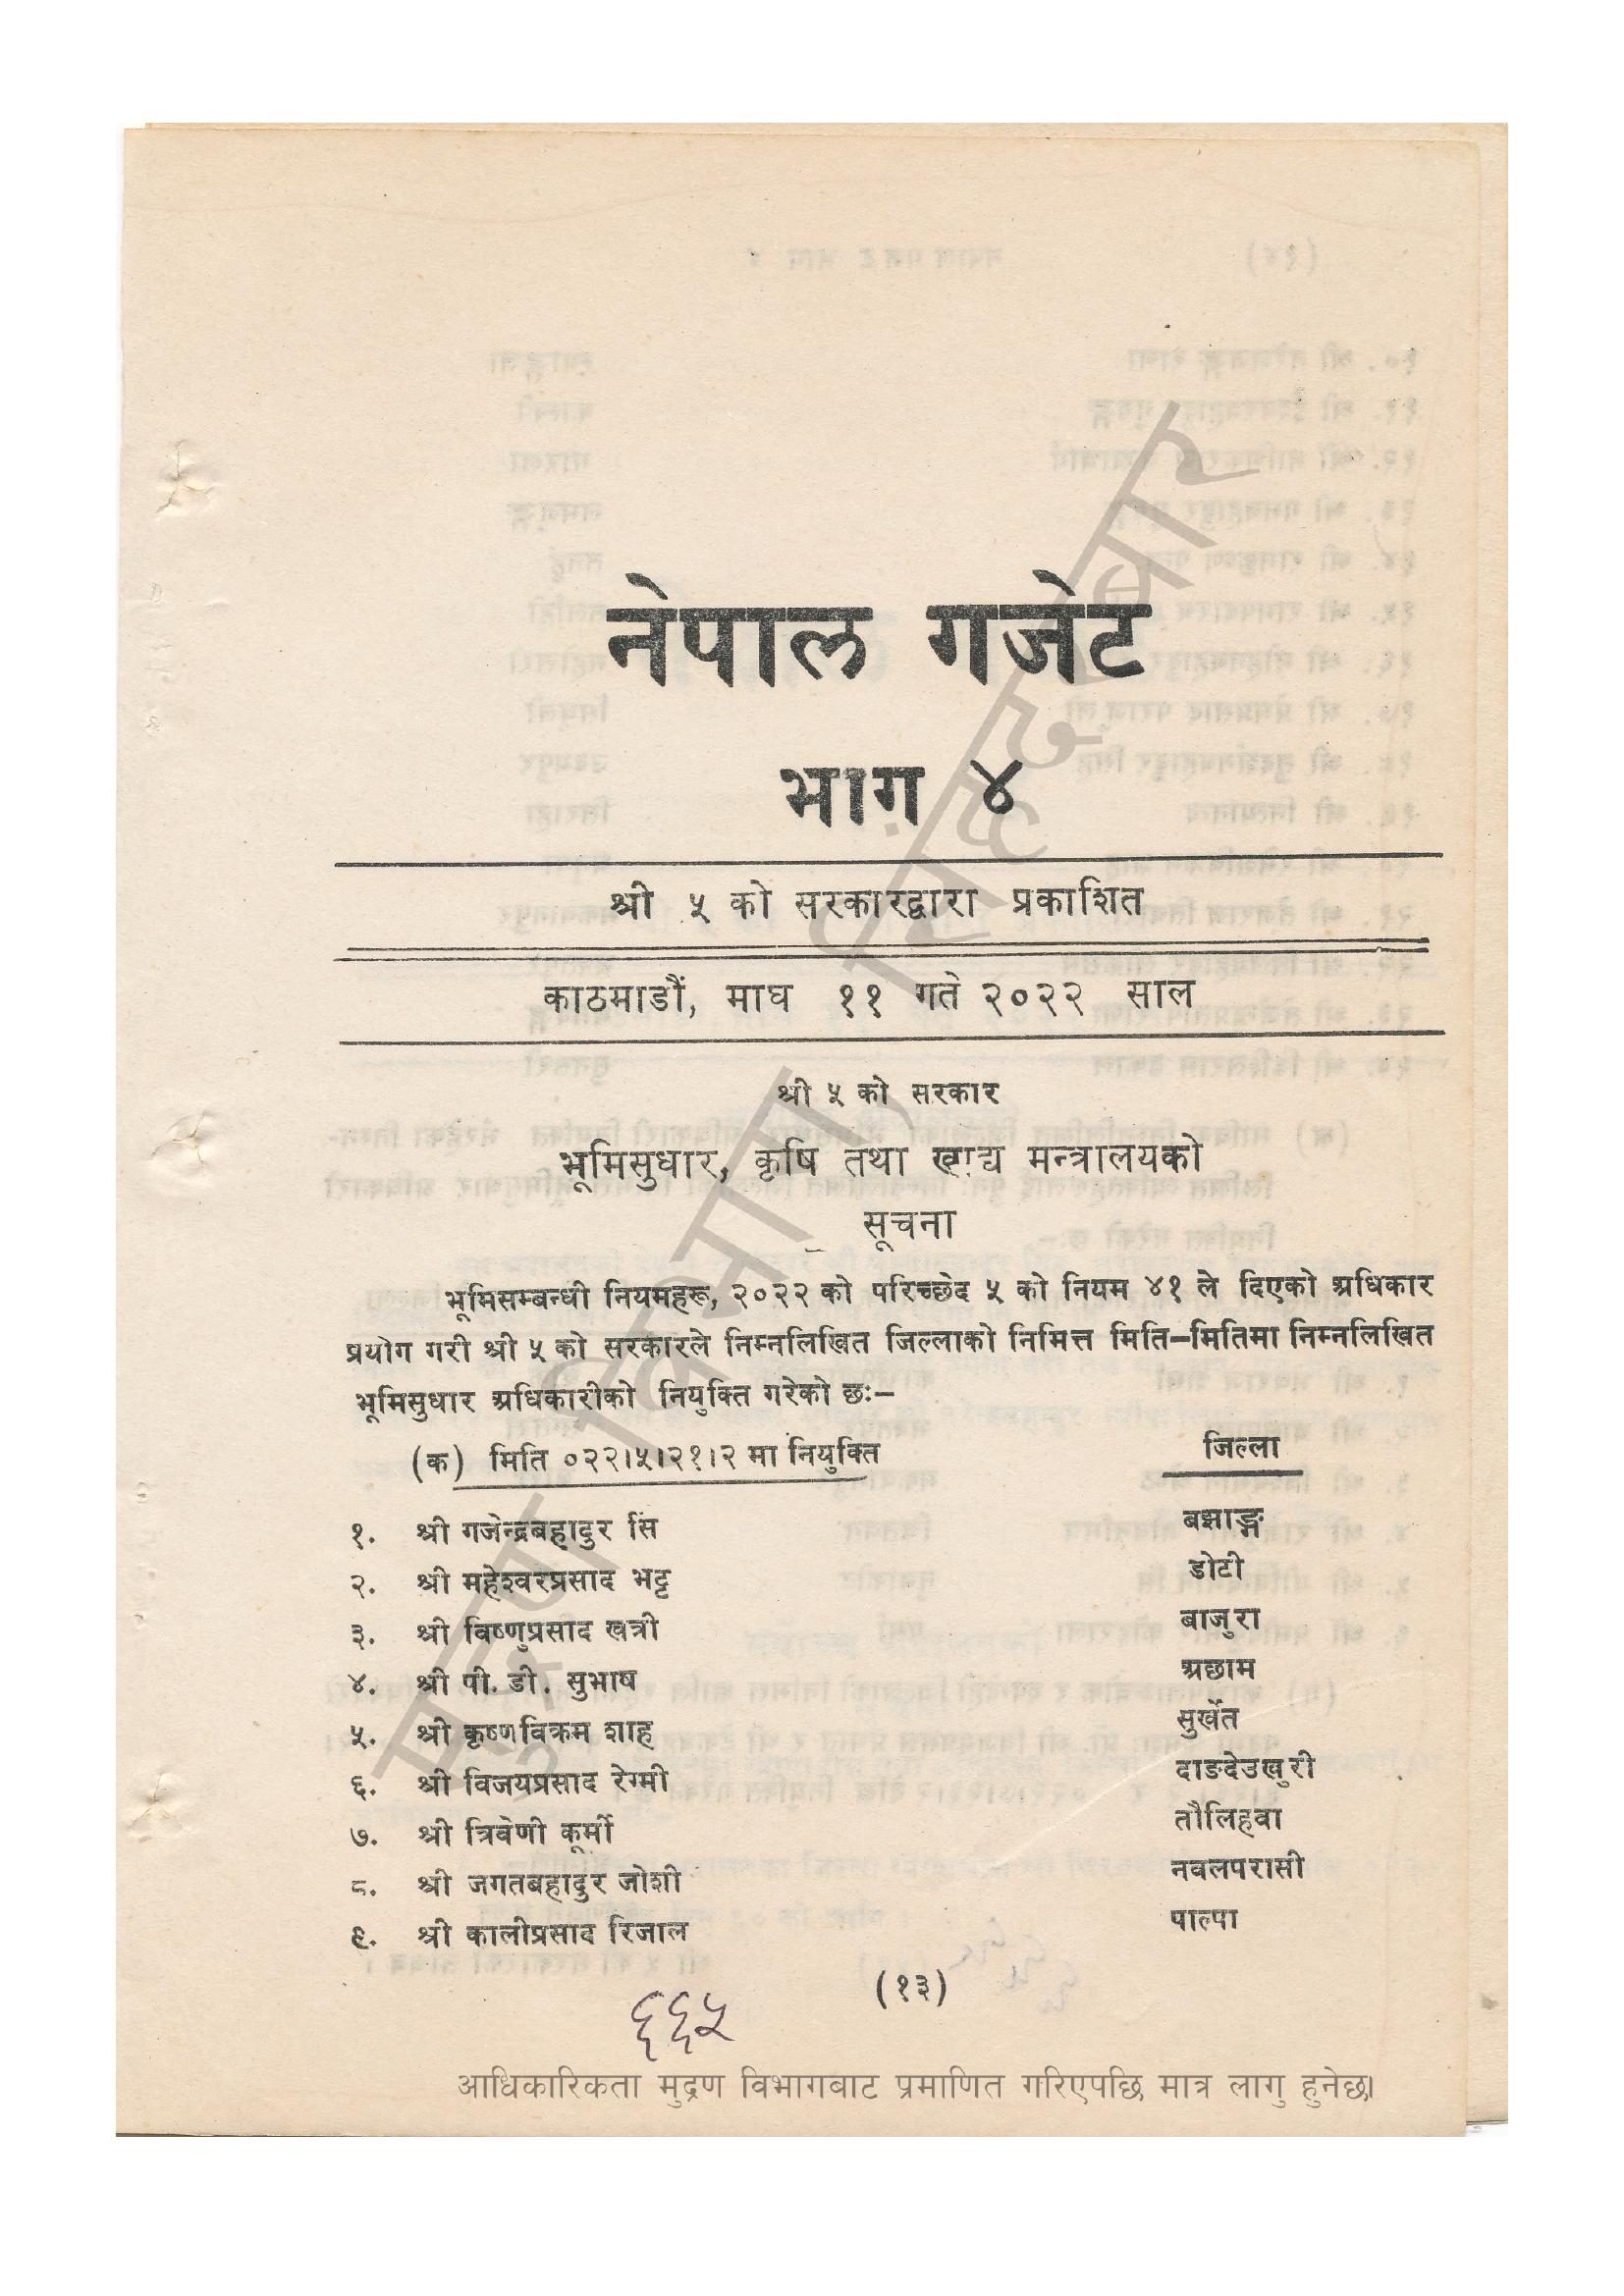 नेपाल गजेट
भाग ४
श्री ५ को सरकारद्वारा प्रकाशित
काठमाडौं, माघ ११ गते २०२२ साल
श्री ५ को सरकार
भूमिसुधार, कृषि तथा खाद्य मन्त्रालयको
सूचना
भूमिसम्बन्धी नियमहरू, २०२२ को परिच्छेद ५ को नियम ४१ ले दिएको अधिकार
प्रयोग गरी श्री ५ को सरकारले निम्नलिखित जिल्लाको निमित्त मिति–मितिमा निम्नलिखित
भूमिसुधार अधिकारीको नियुक्ति गरेको छः–
(क) मिति ०२२।५।२१।२ मा नियुक्ति जिल्ला
१. श्री गजेन्द्रबहादुर सिं बझाङ्ग
२. श्री महेश्वरप्रसाद भट्ट डोटी
३. श्री विष्णुप्रसाद खत्री बाजुरा
४. श्री पी. डी. सुभाष अछाम
५. श्री कृष्णविक्रम शाह सुर्खेत
६. श्री विजयप्रसाद रेग्मी दाङदेउखुरी
७. श्री त्रिवेणी कूर्मी तौलिहवा
८. श्री जगतबहादुर जोशी नवलपरासी
९. श्री कालीप्रसाद रिजाल पाल्पा
(१३)
६६५
आधिकारिकता मुद्रण विभागबाट प्रमाणित गरिएपछि मात्र लागु हुनेछ।
मुद्रण विभाग, सिंहदरबार